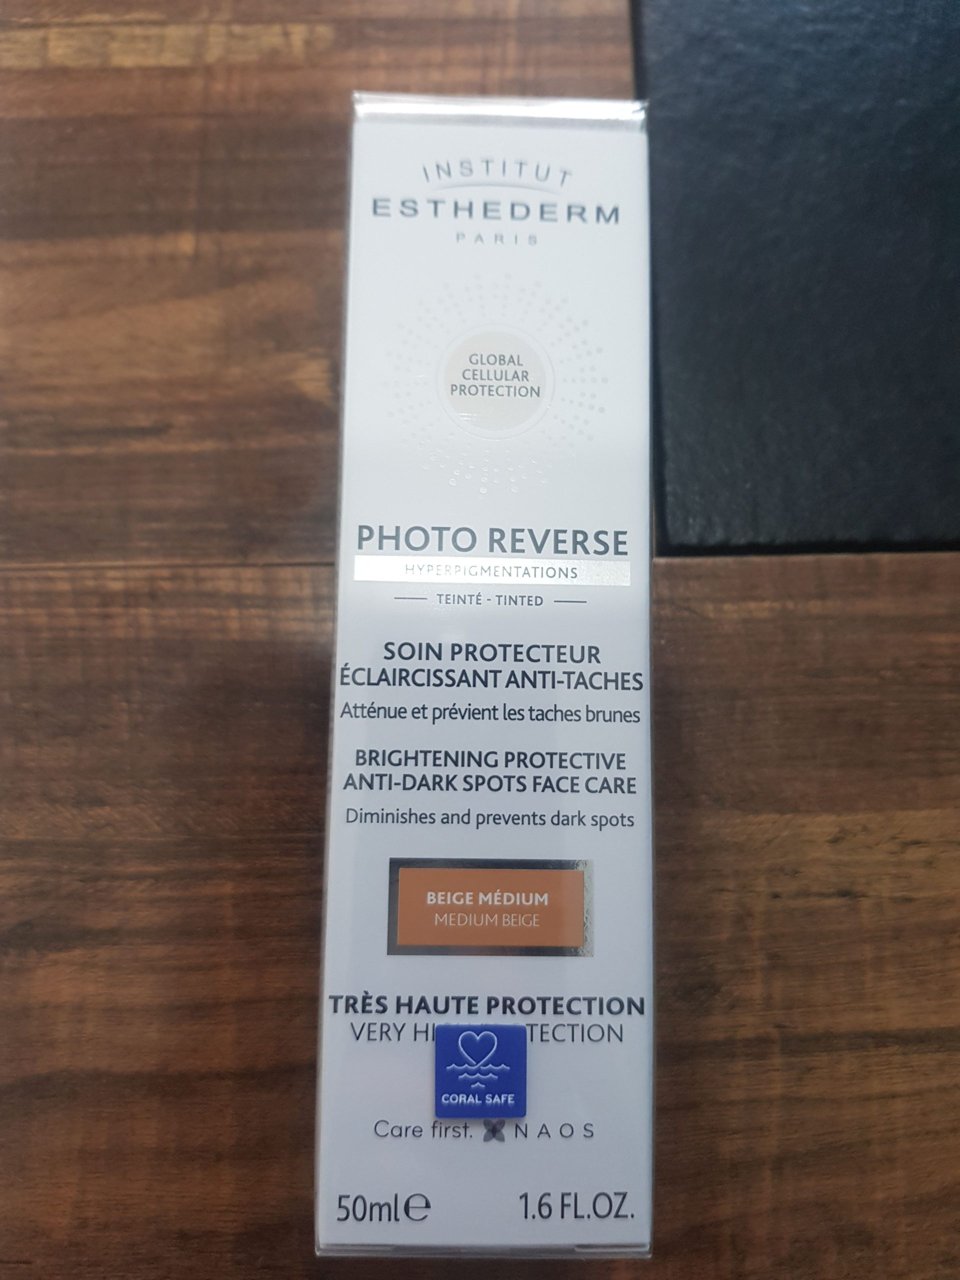 INSTITUT
ESTHEDERM
PARIS
GLOBAL
CELLULAR
PROTECTION
PHOTO REVERSE
HYPERPIGMENTATIONS
TEINTÉ - TINTED
SOIN PROTECTEUR
ÉCLAIRCISSANT ANTI-TACHES
Atténue et prévient les taches brunes
BRIGHTENING PROTECTIVE
ANTI-DARK SPOTS FACE CARE
Diminishes and prevents dark spots
BEIGE MÉDIUM
MEDIUM BEIGE
TRÈS HAUTE PROTECTION
VERY
CORAL SAFE
Care first. NAOS
50ml℮ 1.6 FL.OZ.